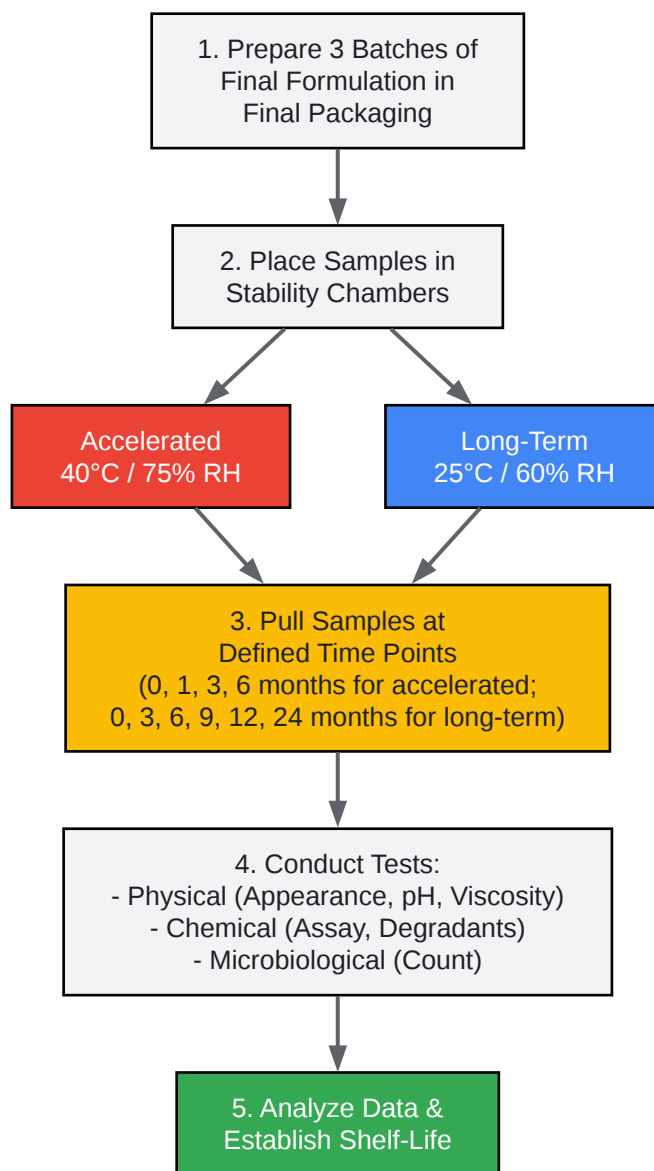 1. Prepare 3 Batches of
Final Formulation in
Final Packaging
2. Place Samples in
Stability Chambers
Accelerated
40°C / 75% RH
Long-Term
25°C / 60% RH
3. Pull Samples at
Defined Time Points
(0, 1, 3, 6 months for accelerated;
0, 3, 6, 9, 12, 24 months for long-term)
4. Conduct Tests:
- Physical (Appearance, pH, Viscosity)
- Chemical (Assay, Degradants)
- Microbiological (Count)
5. Analyze Data &
Establish Shelf-Life